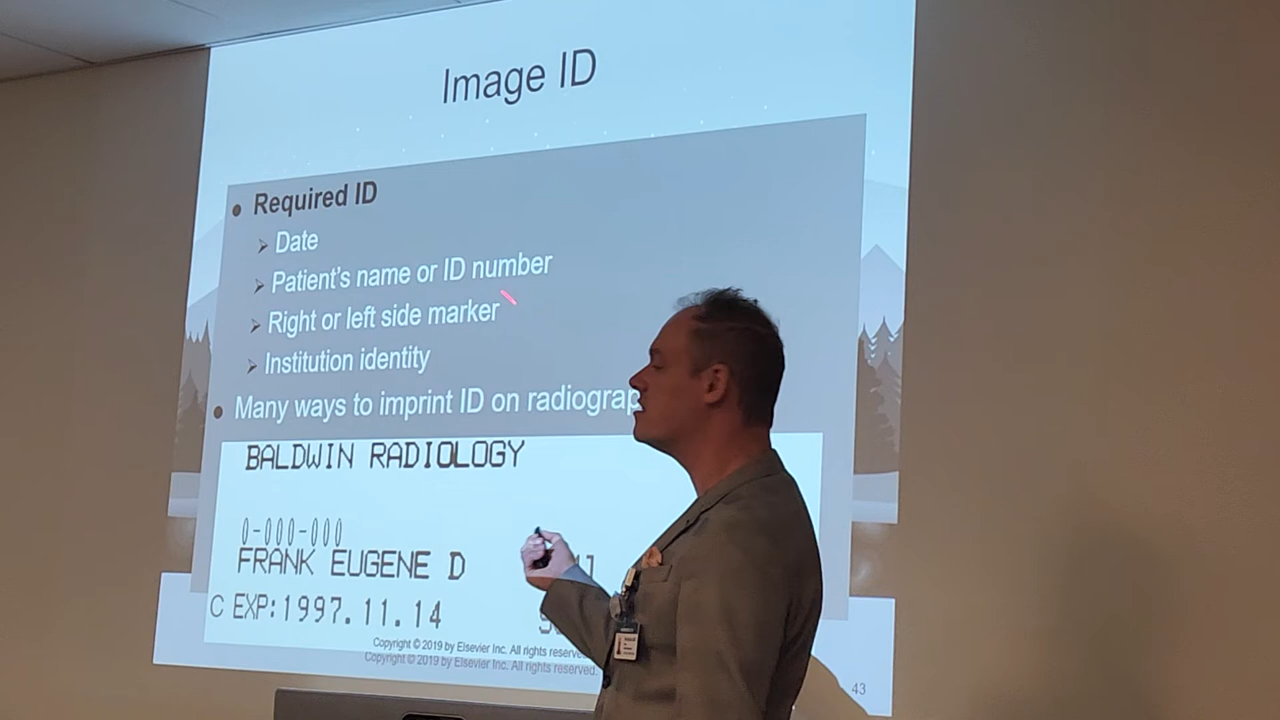 Image ID
• Required ID
➢ Date
➢ Patient's name or ID number
➢ Right or left side marker
➢ Institution identity
• Many ways to imprint ID on
BALDWIN RADIOLOGY
0-000-000
FRANK EUGENE D
C EXP:1997.11.14
Copyright © 2019 by Elsevier Inc. All rights
Copyright © 2019 by Elsevier Inc. All rights reserved.
43